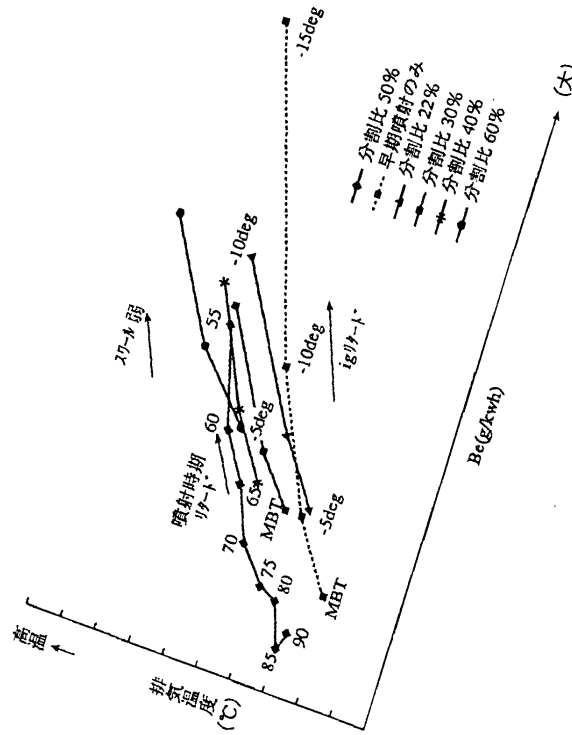 高温
排気温度
(℃)
スワール弱
噴射時期
リタード
igリタード
-15deg
-10deg
-10deg
-5deg
-5deg
MBT
MBT
55
60
65
70
75
80
85
90
分割比 50%
早期噴射のみ
分割比 22%
分割比 30%
分割比 40%
分割比 60%
Be(g/kwh)
(大)